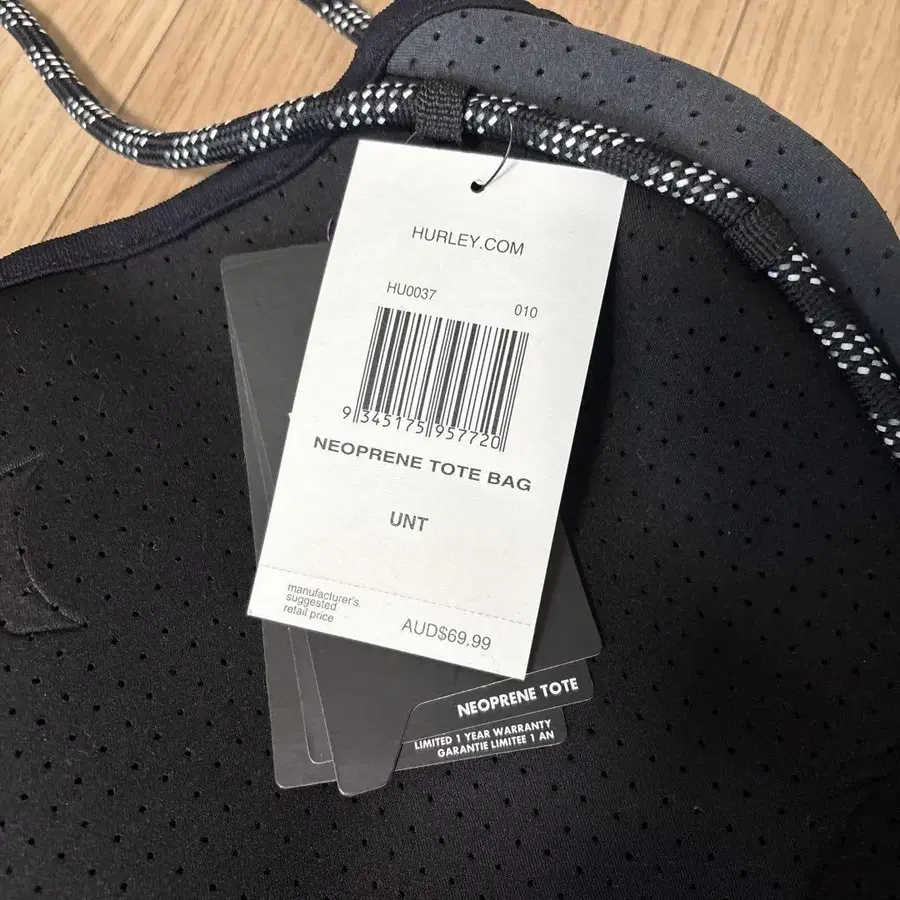 HURLEY.COM
HU0037 010
9 345175 957720
NEOPRENE TOTE BAG
UNT
manufacturer's
suggested
retail price
AUD$69.99
NEOPRENE TOTE
LIMITED 1 YEAR WARRANTY
GARANTIE LIMITEE 1 AN